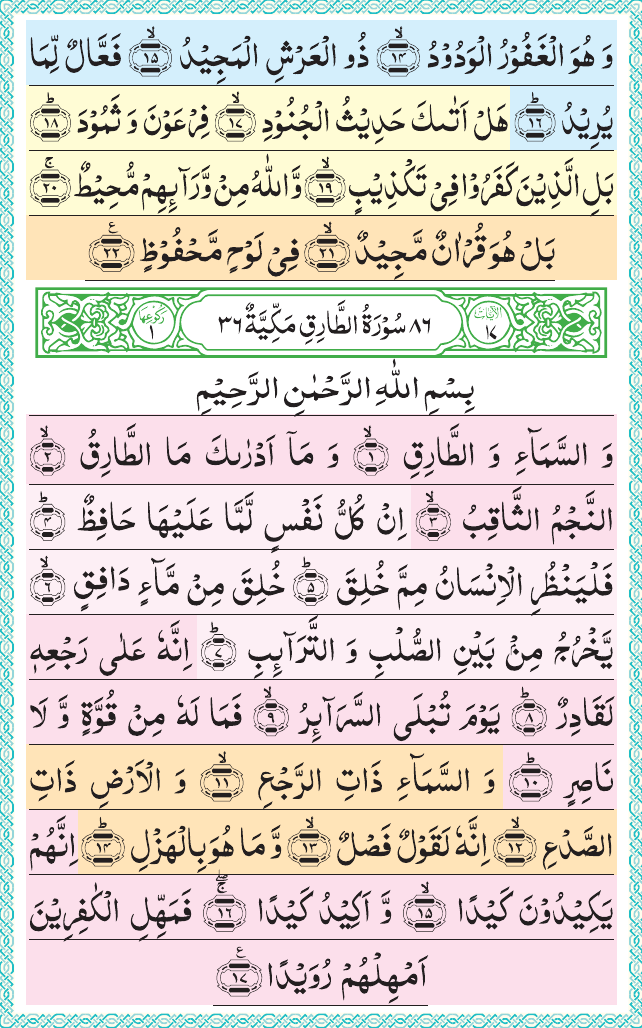 وَ هُوَ الْغَفُوْرُ الْوَدُوْدُ ۙ۝۱۴ ذُو الْعَرْشِ الْمَجِيْدُ ۙ۝۱۵ فَعَّالٌ لِّمَا
يُرِيْدُ ؕ۝۱۶ هَلْ اَتٰىكَ حَدِيْثُ الْجُنُوْدِ ۙ۝۱۷ فِرْعَوْنَ وَ ثَمُوْدَ ؕ۝۱۸
بَلِ الَّذِيْنَ كَفَرُوْا فِيْ تَكْذِيْبٍ ۙ۝۱۹ وَّ اللّٰهُ مِنْ وَّرَآىِٕهِمْ مُّحِيْطٌ ۚ۝۲۰
بَلْ هُوَ قُرْاٰنٌ مَّجِيْدٌ ۙ۝۲۱ فِيْ لَوْحٍ مَّحْفُوْظٍ ۠۝۲۲
الآيات ۱۷ ۸۶ سُوْرَةُ الطَّارِقِ مَكِّيَّةٌ ۳۶ ركوعها ۱
بِسْمِ اللّٰهِ الرَّحْمٰنِ الرَّحِيْمِ
وَ السَّمَآءِ وَ الطَّارِقِ ۙ۝۱ وَ مَاۤ اَدْرٰىكَ مَا الطَّارِقُ ۙ۝۲
النَّجْمُ الثَّاقِبُ ۙ۝۳ اِنْ كُلُّ نَفْسٍ لَّمَّا عَلَيْهَا حَافِظٌ ؕ۝۴
فَلْيَنْظُرِ الْاِنْسَانُ مِمَّ خُلِقَ ؕ۝۵ خُلِقَ مِنْ مَّآءٍ دَافِقٍ ۙ۝۶
يَّخْرُجُ مِنْۢ بَيْنِ الصُّلْبِ وَ التَّرَآىِٕبِ ؕ۝۷ اِنَّهٗ عَلٰى رَجْعِهٖ
لَقَادِرٌ ؕ۝۸ يَوْمَ تُبْلَى السَّرَآىِٕرُ ۙ۝۹ فَمَا لَهٗ مِنْ قُوَّةٍ وَّ لَا
نَاصِرٍ ؕ۝۱۰ وَ السَّمَآءِ ذَاتِ الرَّجْعِ ۙ۝۱۱ وَ الْاَرْضِ ذَاتِ
الصَّدْعِ ۙ۝۱۲ اِنَّهٗ لَقَوْلٌ فَصْلٌ ۙ۝۱۳ وَّ مَا هُوَ بِالْهَزْلِ ؕ۝۱۴ اِنَّهُمْ
يَكِيْدُوْنَ كَيْدًا ۙ۝۱۵ وَّ اَكِيْدُ كَيْدًا ۚۖ۝۱۶ فَمَهِّلِ الْكٰفِرِيْنَ
اَمْهِلْهُمْ رُوَيْدًا ۠۝۱۷